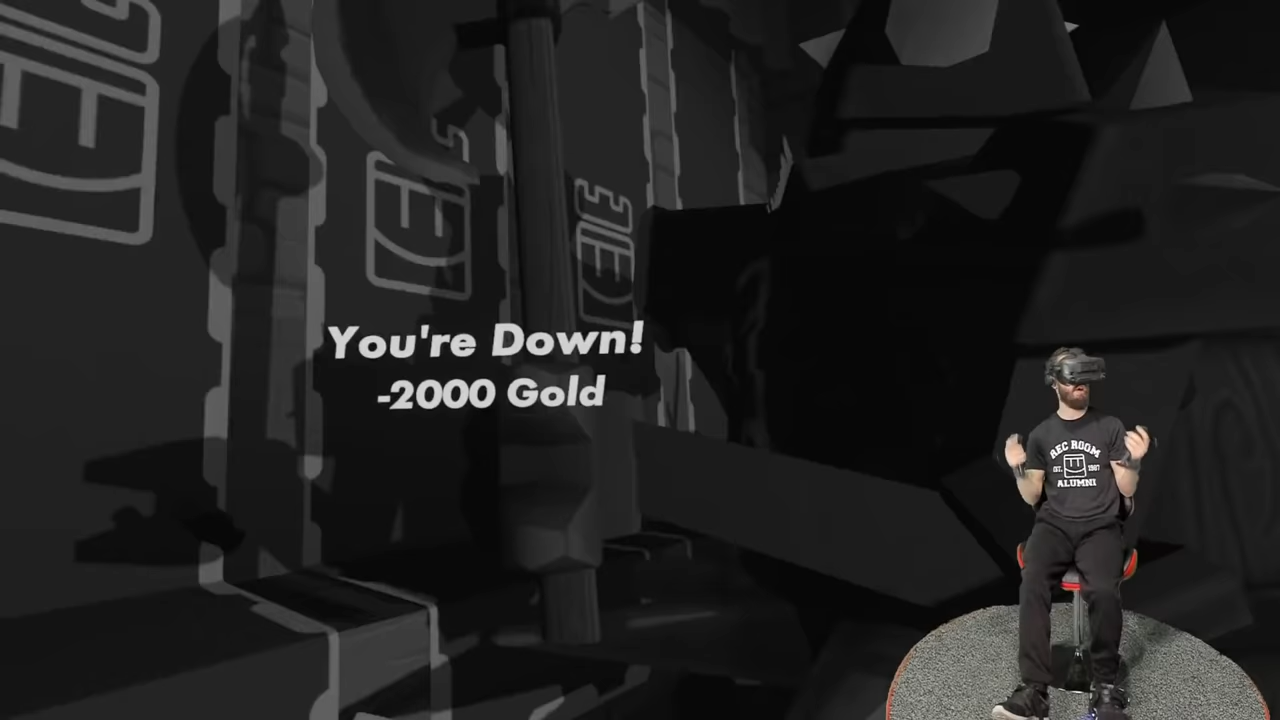 You're Down!
-2000 Gold
REC ROOM
EST. 1987
ALUMNI